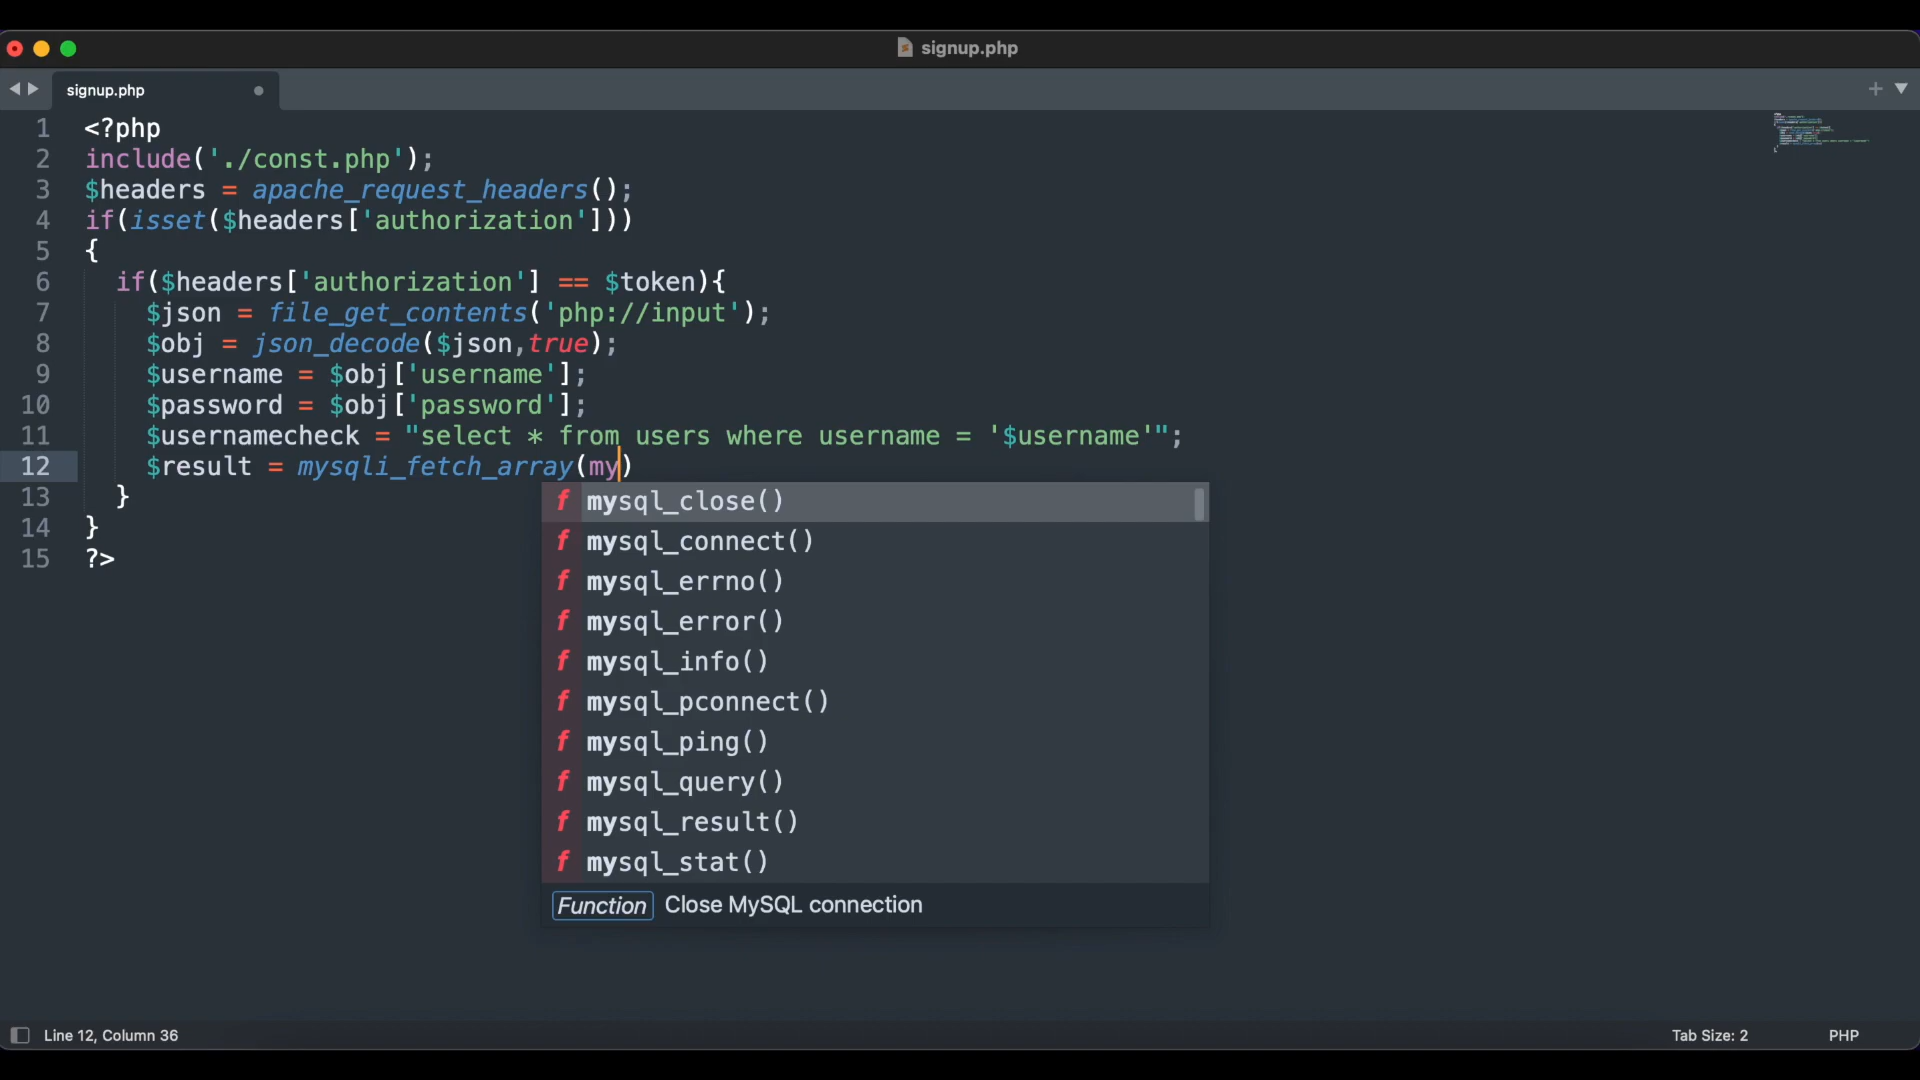 signup.php
signup.php
1 <?php
2 include('./const.php');
3 $headers = apache_request_headers();
4 if(isset($headers['authorization']))
5 {
6 if($headers['authorization'] == $token){
7 $json = file_get_contents('php://input');
8 $obj = json_decode($json,true);
9 $username = $obj['username'];
10 $password = $obj['password'];
11 $usernamecheck = "select * from users where username = '$username'";
12 $result = mysqli_fetch_array(my)
13 }
14 }
15 ?>
f mysql_close()
f mysql_connect()
f mysql_errno()
f mysql_error()
f mysql_info()
f mysql_pconnect()
f mysql_ping()
f mysql_query()
f mysql_result()
f mysql_stat()
Function Close MySQL connection
Line 12, Column 36
Tab Size: 2
PHP